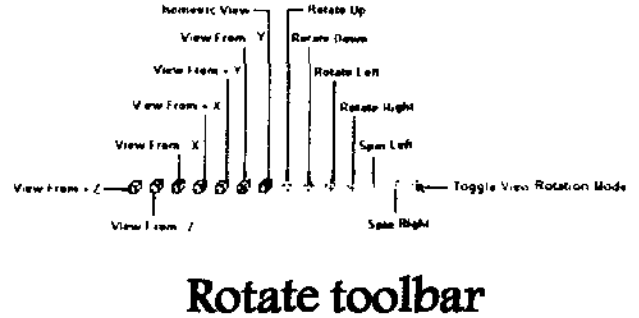 Isometric View
Rotate Up
View From - Y
Rotate Down
View From + Y
Rotate Left
View From + X
Rotate Right
View From - X
Spin Left
View From + Z
Toggle View Rotation Mode
View From - Z
Spin Right
Rotate toolbar